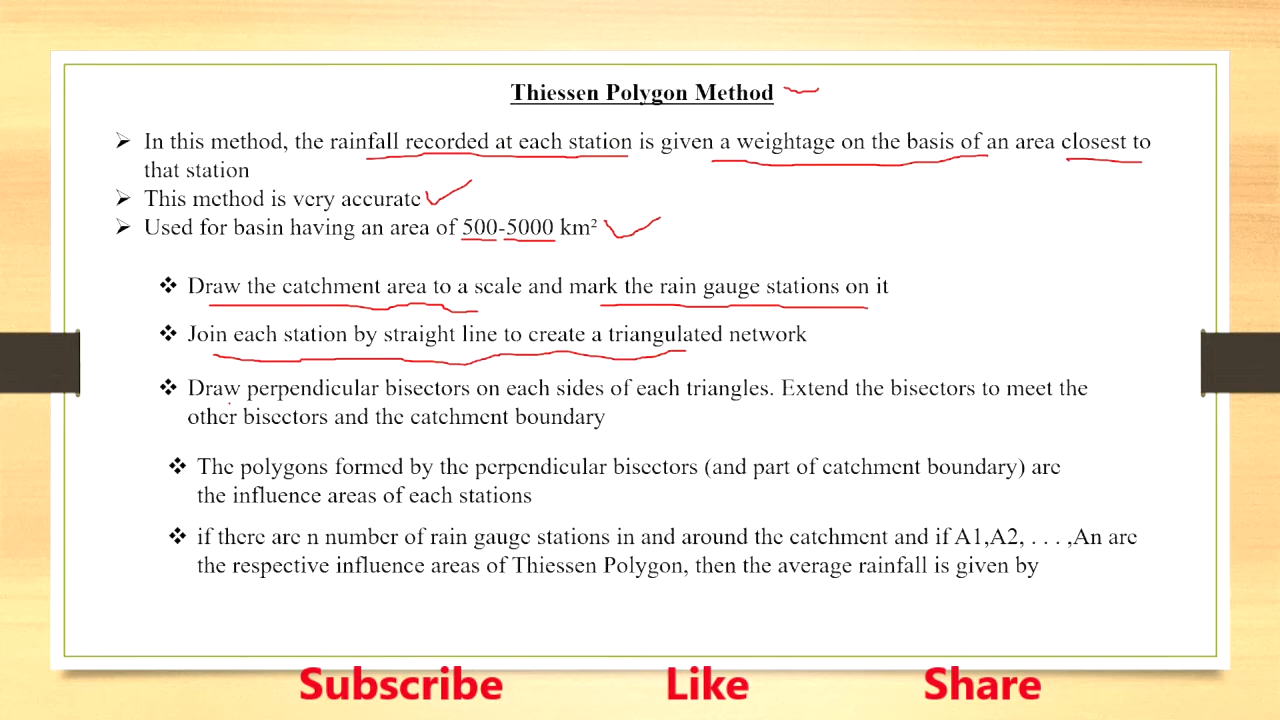 Thiessen Polygon Method
➢ In this method, the rainfall recorded at each station is given a weightage on the basis of an area closest to
that station
➢ This method is very accurate
➢ Used for basin having an area of 500-5000 km²
❖ Draw the catchment area to a scale and mark the rain gauge stations on it
❖ Join each station by straight line to create a triangulated network
❖ Draw perpendicular bisectors on each sides of each triangles. Extend the bisectors to meet the
other bisectors and the catchment boundary
❖ The polygons formed by the perpendicular bisectors (and part of catchment boundary) are
the influence areas of each stations
❖ if there are n number of rain gauge stations in and around the catchment and if A1,A2, . . . ,An are
the respective influence areas of Thiessen Polygon, then the average rainfall is given by
Subscribe Like Share